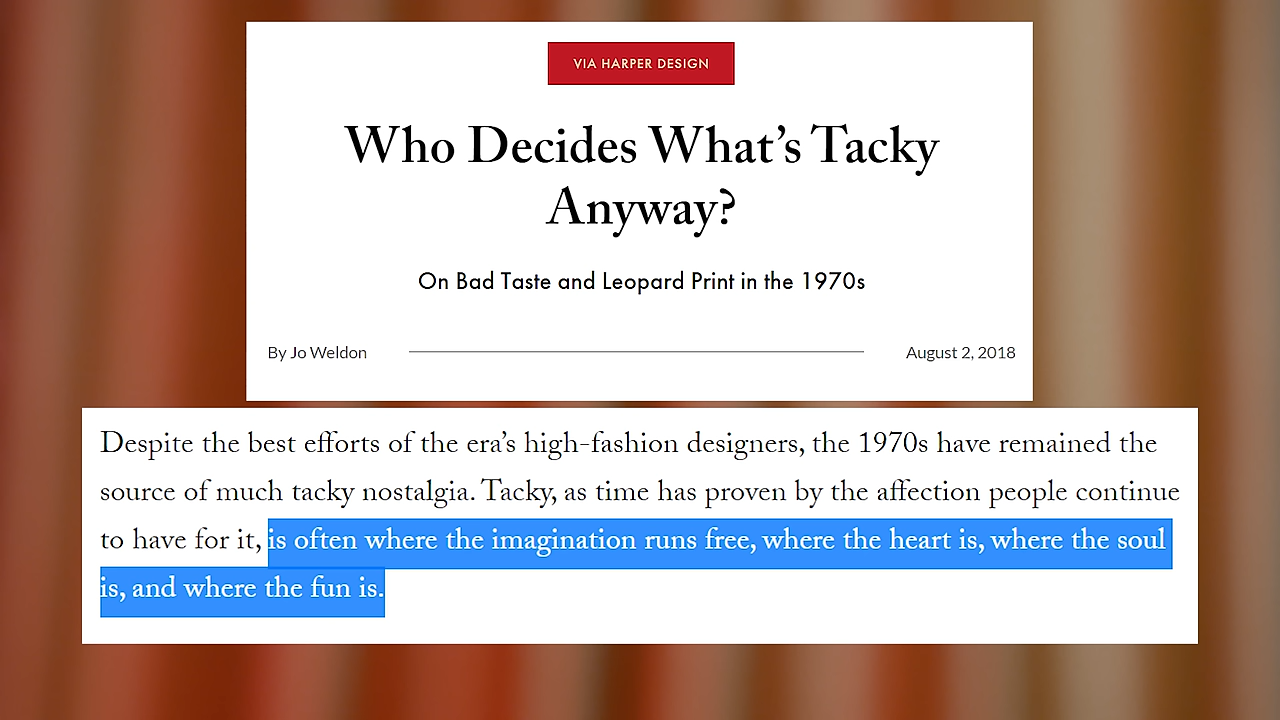 VIA HARPER DESIGN
Who Decides What’s Tacky
Anyway?
On Bad Taste and Leopard Print in the 1970s
By Jo Weldon
August 2, 2018
Despite the best efforts of the era’s high-fashion designers, the 1970s have remained the
source of much tacky nostalgia. Tacky, as time has proven by the affection people continue
to have for it, is often where the imagination runs free, where the heart is, where the soul
is, and where the fun is.